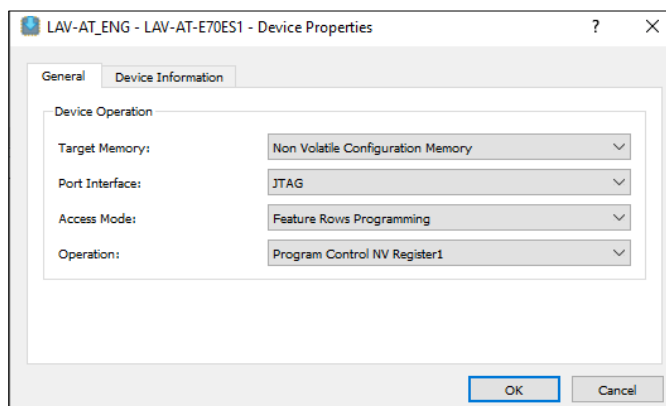 LAV-AT_ENG - LAV-AT-E70ES1 - Device Properties ?
General Device Information
Device Operation
Target Memory: Non Volatile Configuration Memory
Port Interface: JTAG
Access Mode: Feature Rows Programming
Operation: Program Control NV Register1
OK Cancel